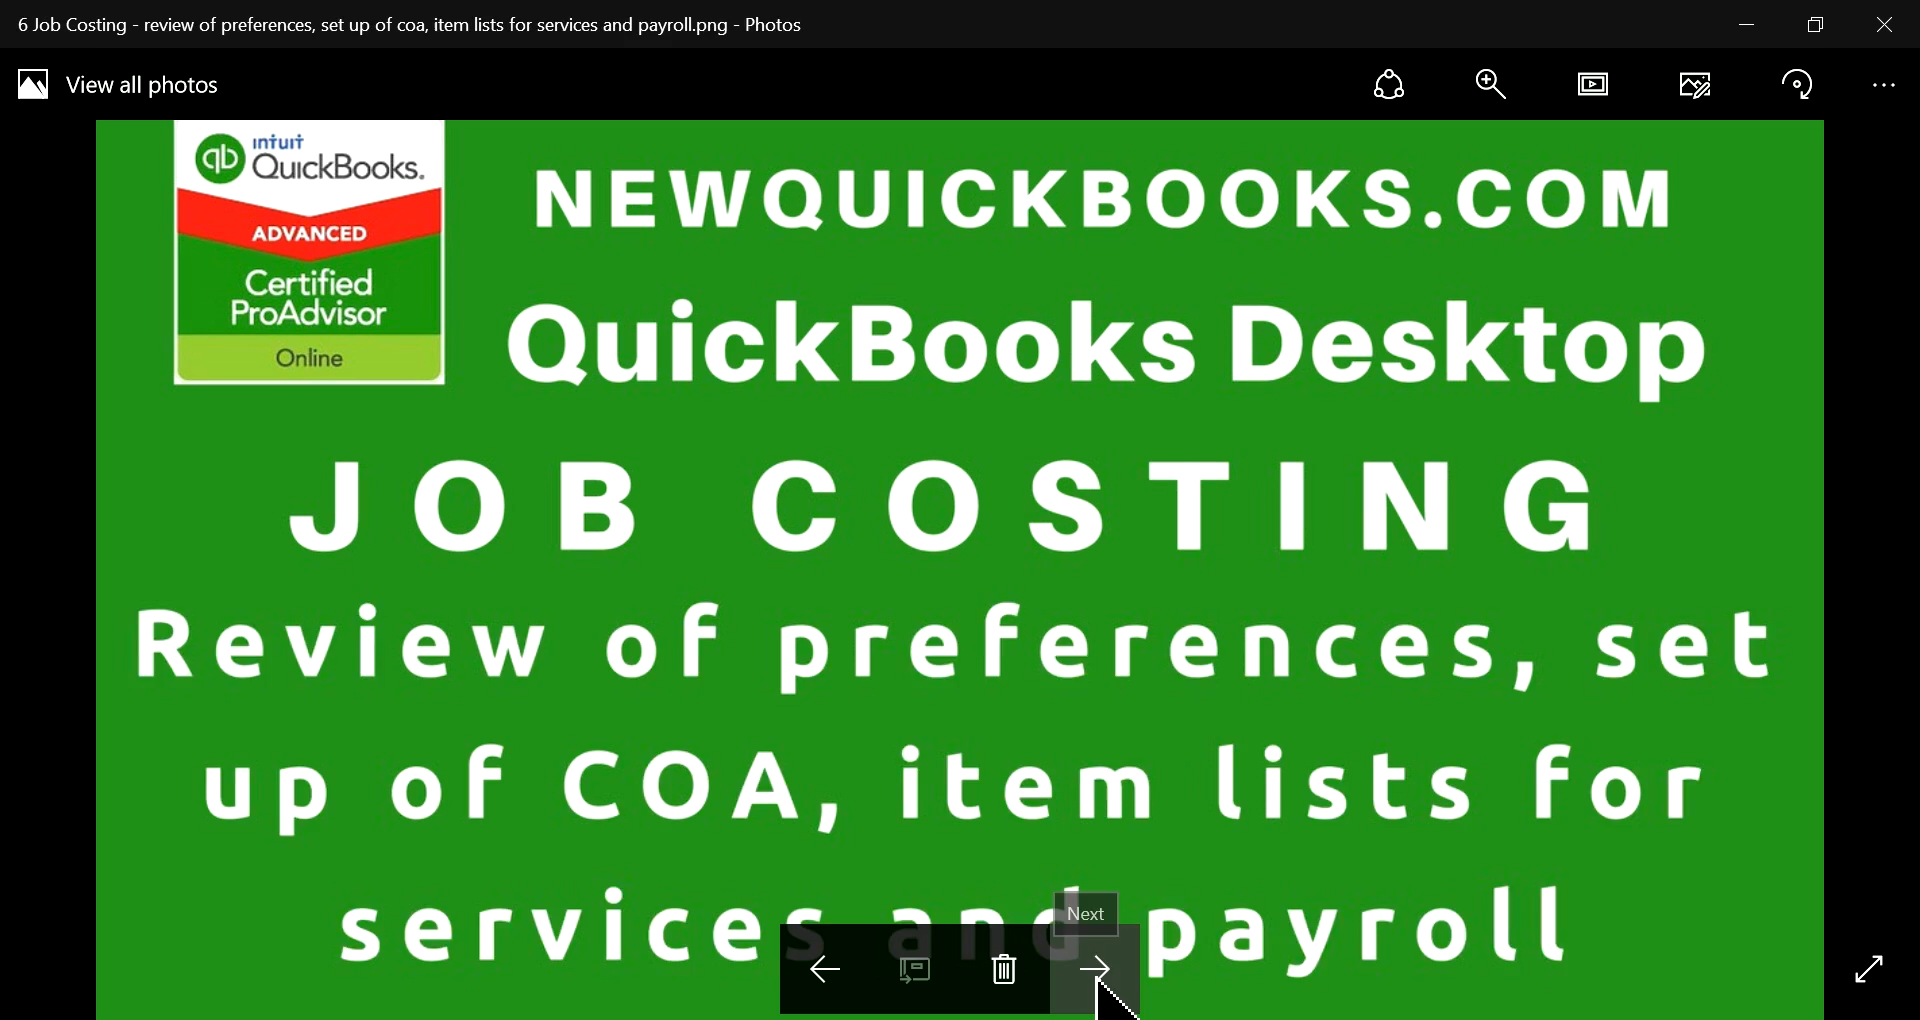 6 Job Costing - review of preferences, set up of coa, item lists for services and payroll.png - Photos
View all photos
intuit
qb QuickBooks.
ADVANCED
Certified
ProAdvisor
Online
NEWQUICKBOOKS.COM
QuickBooks Desktop
JOB COSTING
Review of preferences, set
up of COA, item lists for
services and payroll
Next